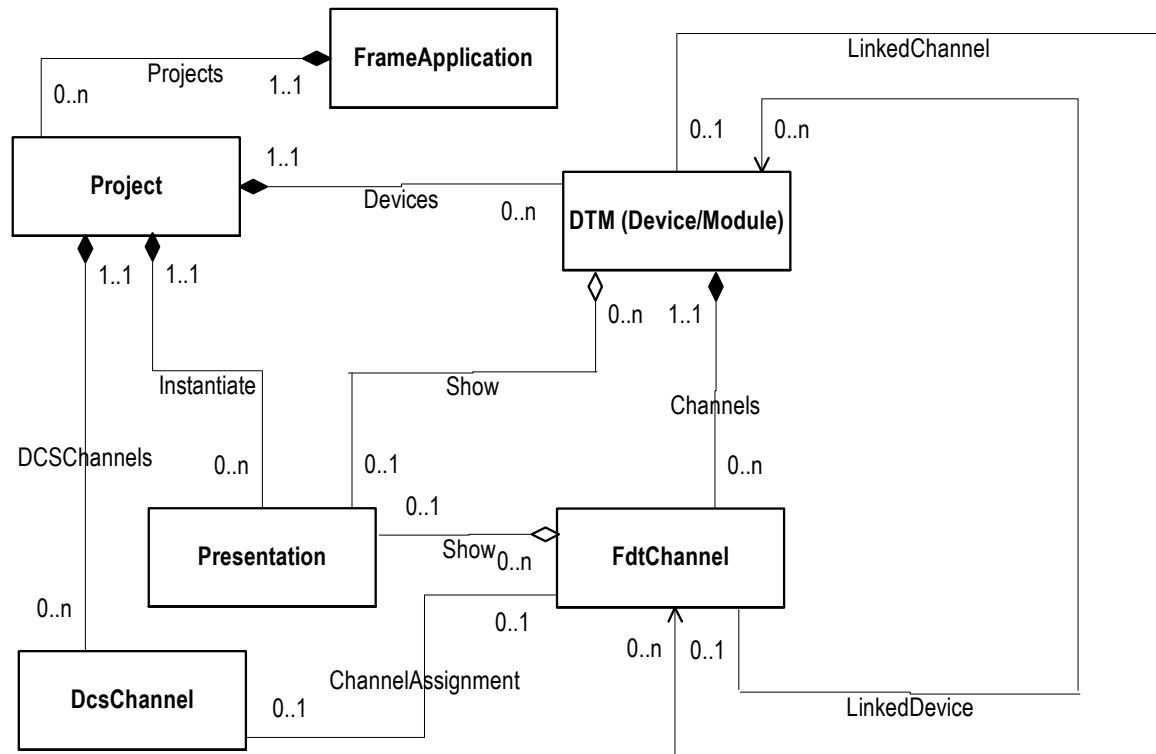 FrameApplication
LinkedChannel
Projects
1..1
0..n
0..1
0..n
1..1
Project
Devices
0..n
DTM (Device/Module)
1..1
1..1
0..n
1..1
Instantiate
Show
Channels
DCSChannels
0..n
0..1
0..n
0..1
Presentation
Show
0..n
FdtChannel
0..n
0..1
0..n
0..1
DcsChannel
0..1
ChannelAssignment
LinkedDevice